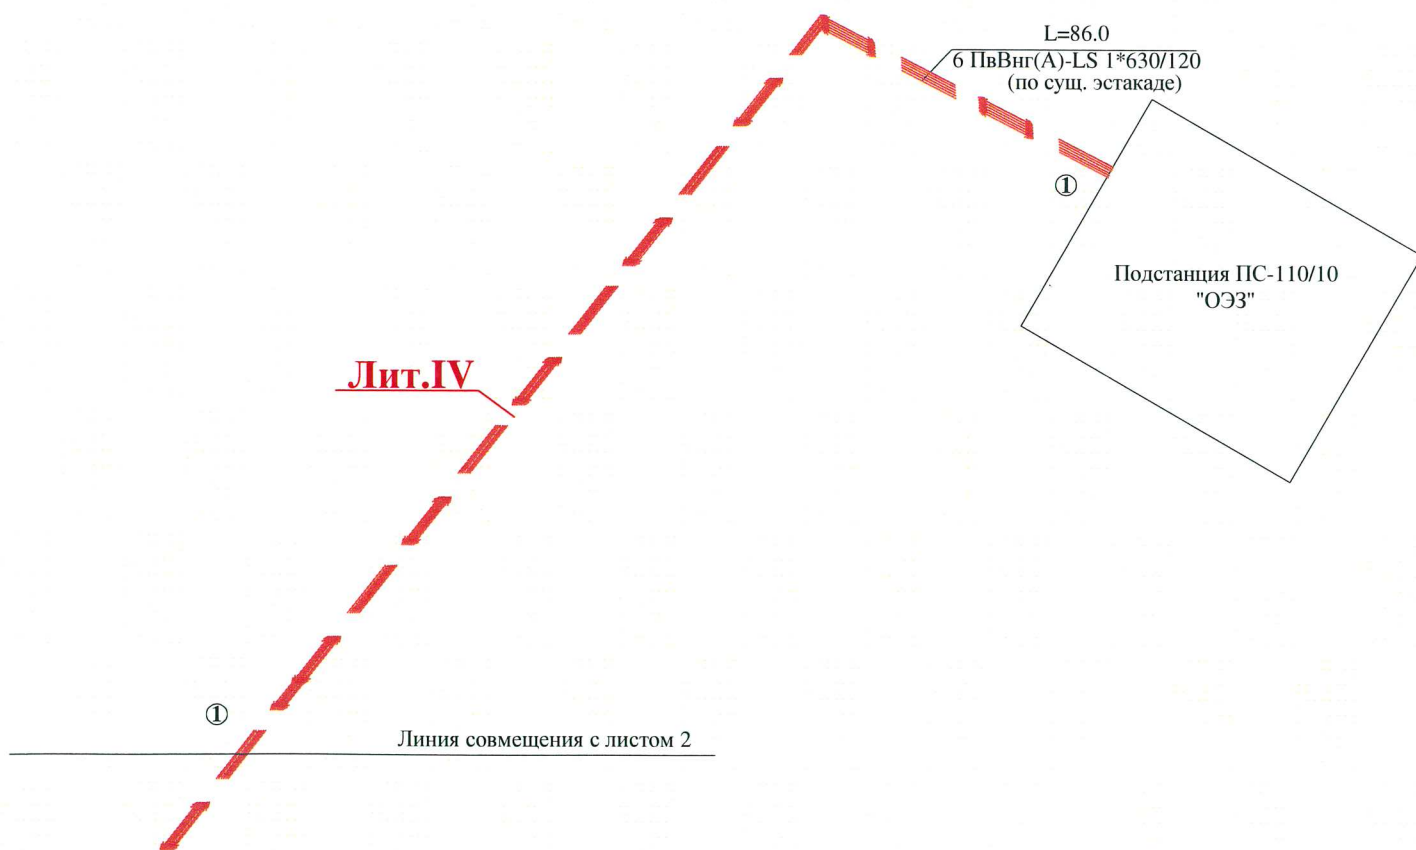 L=86.0
6 ПвВнг(А)-LS 1*630/120
(по сущ. эстакаде)
①
Подстанция ПС-110/10
"ОЭЗ"
Лит.IV
①
Линия совмещения с листом 2